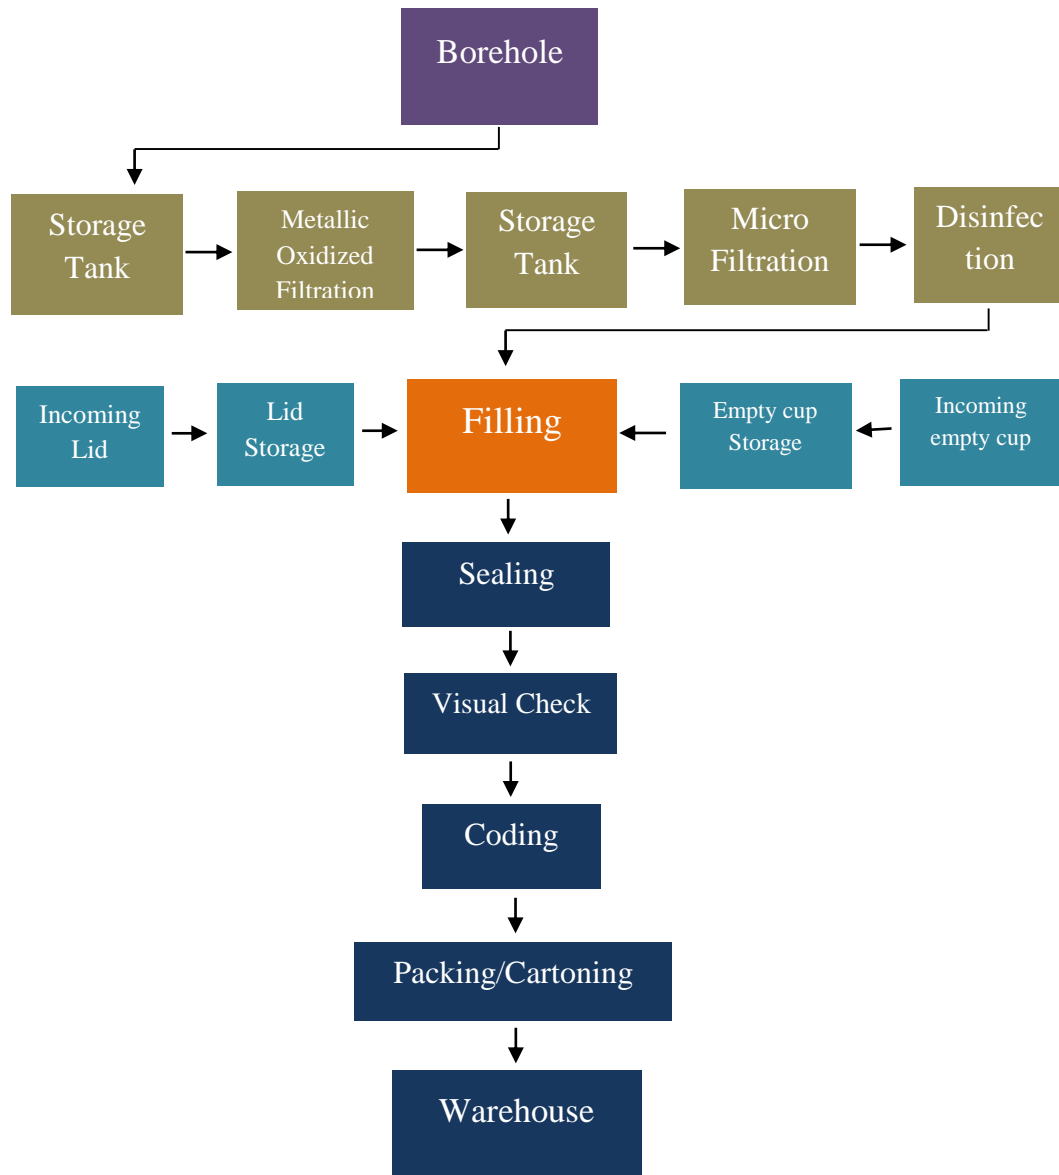 Borehole
Storage
Tank
Metallic
Oxidized
Filtration
Storage
Tank
Micro
Filtration
Disinfec
tion
Incoming
Lid
Lid
Storage
Filling
Empty cup
Storage
Incoming
empty cup
Sealing
Visual Check
Coding
Packing/Cartoning
Warehouse